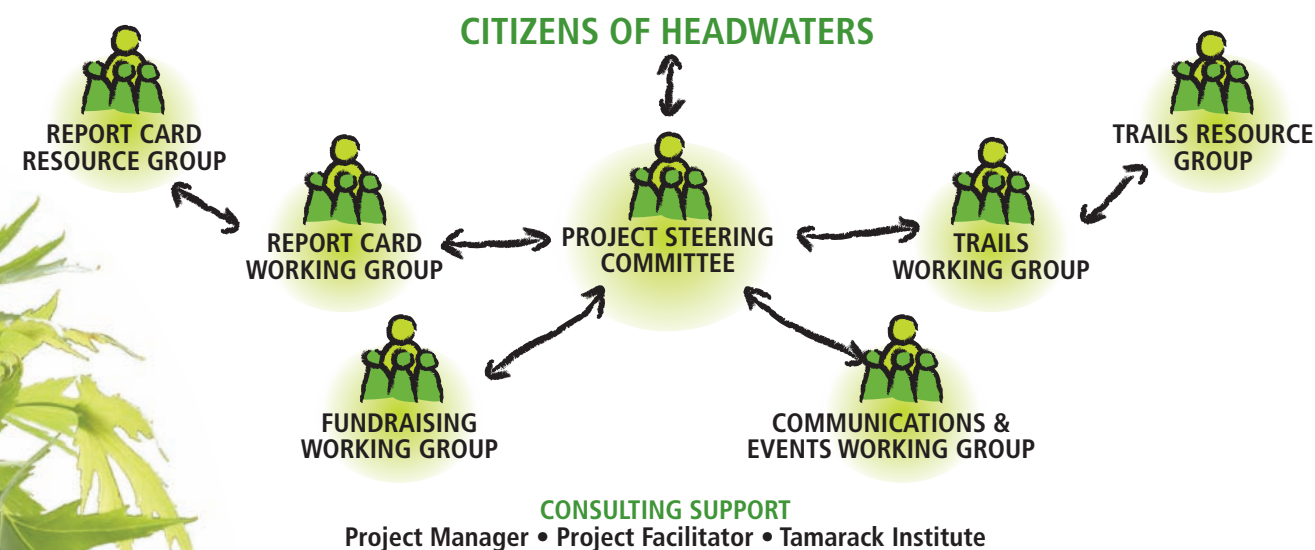 CITIZENS OF HEADWATERS
REPORT CARD
RESOURCE GROUP
TRAILS RESOURCE
GROUP
REPORT CARD
WORKING GROUP
PROJECT STEERING
COMMITTEE
TRAILS
WORKING GROUP
FUNDRAISING
WORKING GROUP
COMMUNICATIONS &
EVENTS WORKING GROUP
CONSULTING SUPPORT
Project Manager • Project Facilitator • Tamarack Institute